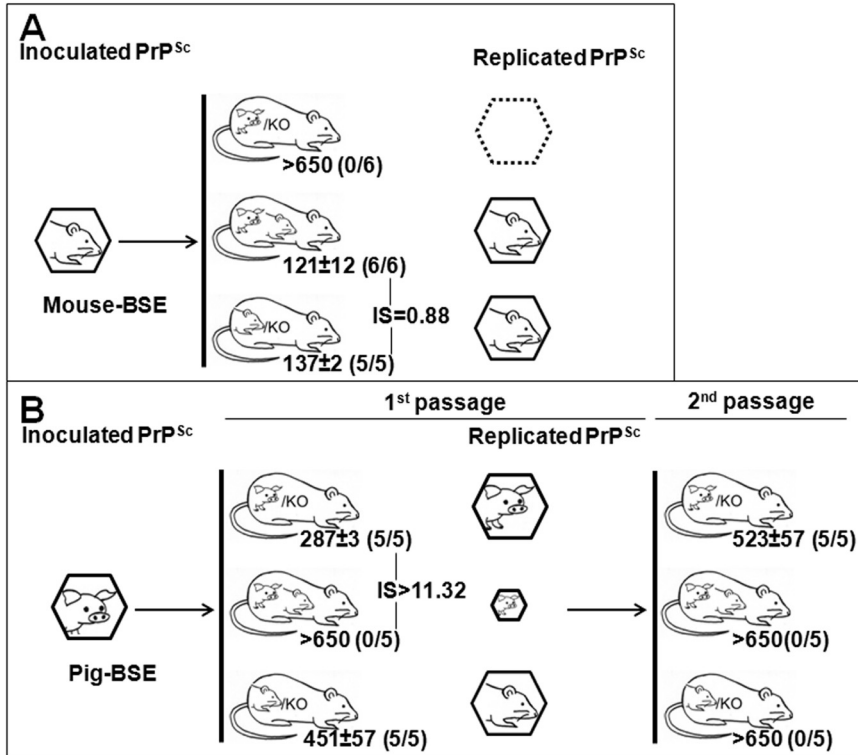 A
Inoculated PrPSc
Replicated PrPSc
/KO
>650 (0/6)
121±12 (6/6)
Mouse-BSE
IS=0.88
/KO
137±2 (5/5)
B
1st passage
2nd passage
Inoculated PrPSc
Replicated PrPSc
/KO
287±3 (5/5)
/KO
523±57 (5/5)
IS>11.32
>650 (0/5)
>650(0/5)
Pig-BSE
/KO
451±57 (5/5)
/KO
>650 (0/5)